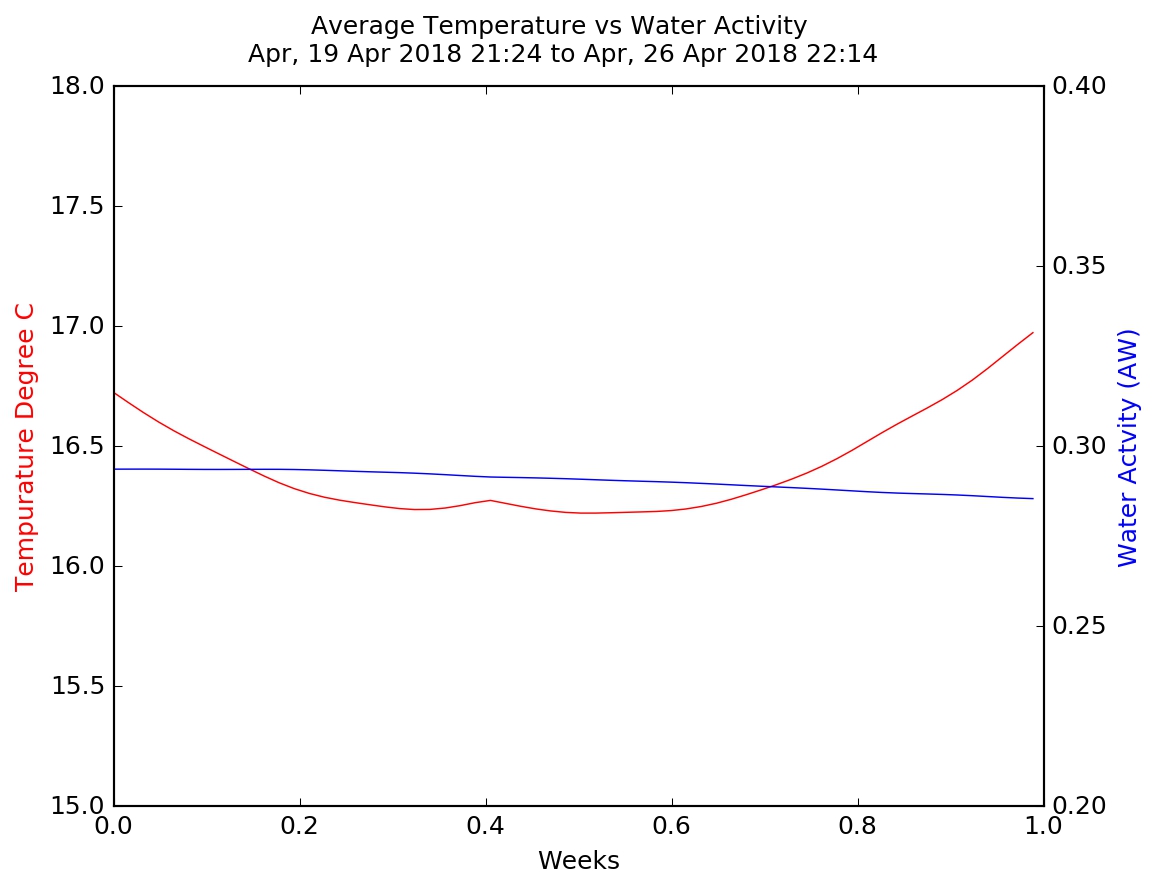 Average Temperature vs Water Activity
Apr, 19 Apr 2018 21:24 to Apr, 26 Apr 2018 22:14
18.0
17.5
17.0
16.5
16.0
15.5
15.0
Tempurature Degree C
0.40
0.35
0.30
0.25
0.20
Water Actvity (AW)
0.0 0.2 0.4 0.6 0.8 1.0
Weeks